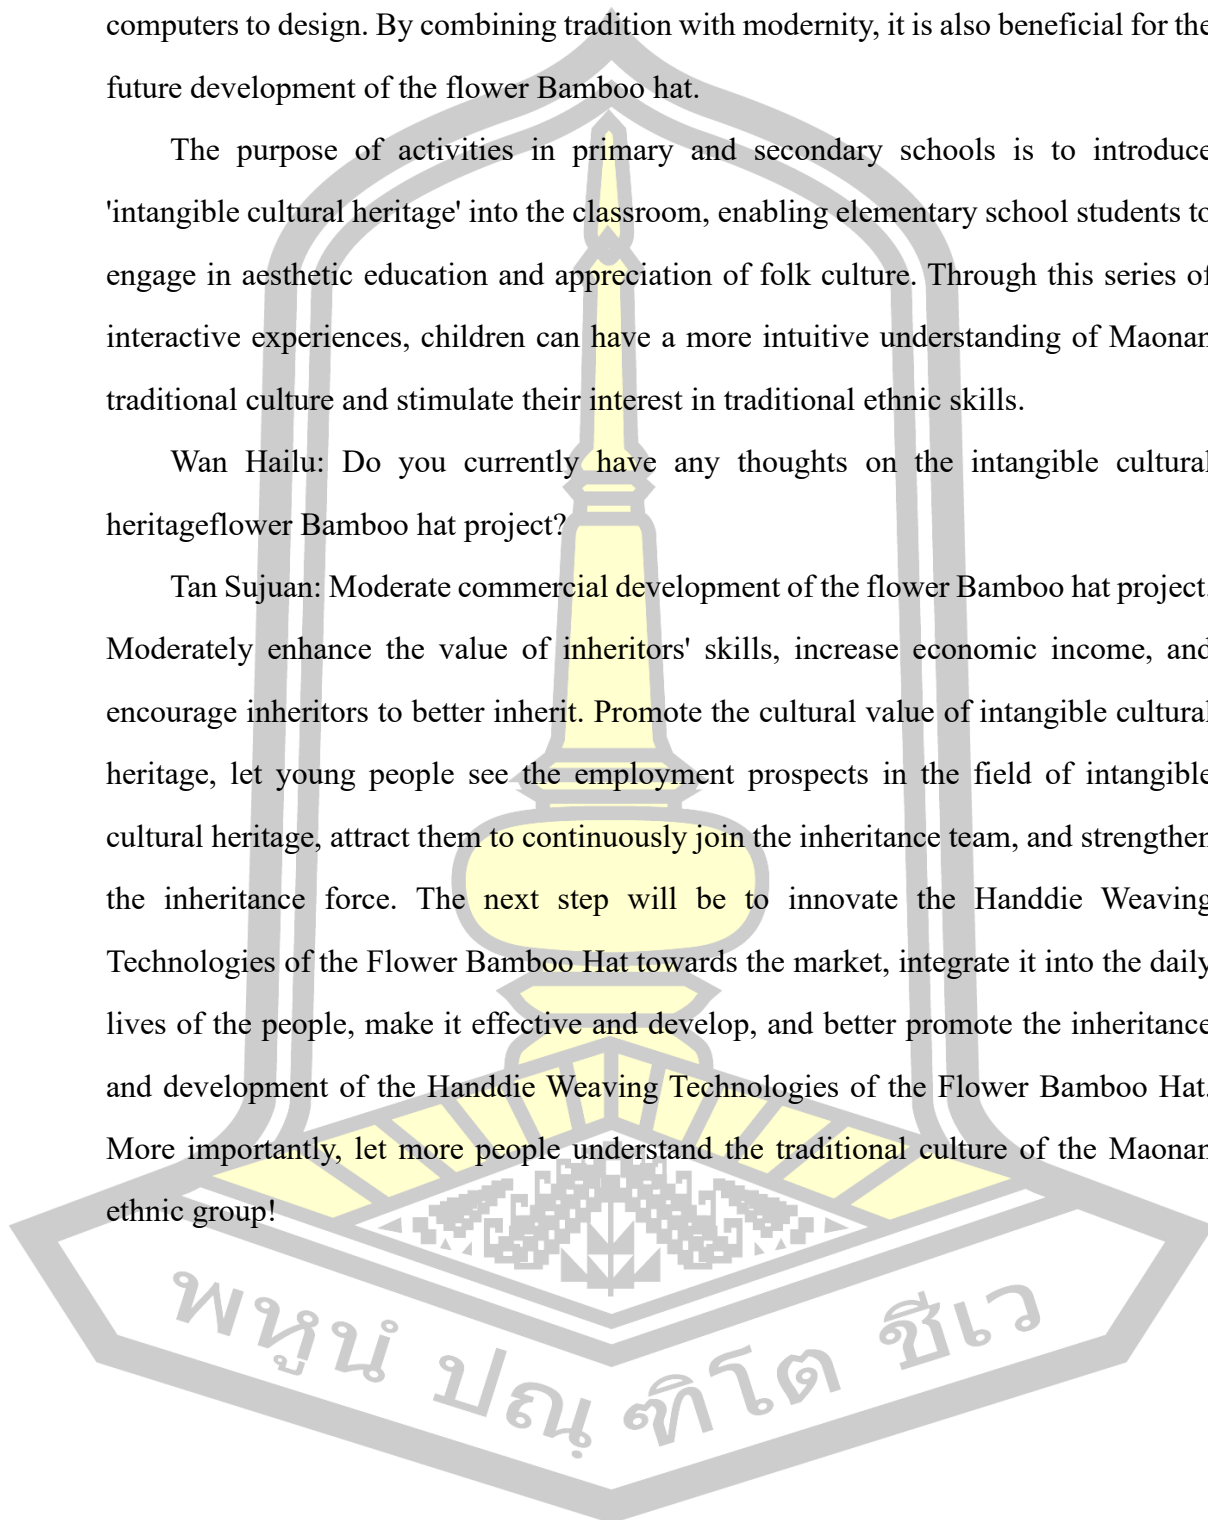 computers to design. By combining tradition with modernity, it is also beneficial for the
future development of the flower Bamboo hat.
The purpose of activities in primary and secondary schools is to introduce
'intangible cultural heritage' into the classroom, enabling elementary school students to
engage in aesthetic education and appreciation of folk culture. Through this series of
interactive experiences, children can have a more intuitive understanding of Maonan
traditional culture and stimulate their interest in traditional ethnic skills.
Wan Hailu: Do you currently have any thoughts on the intangible cultural
heritageflower Bamboo hat project?
Tan Sujuan: Moderate commercial development of the flower Bamboo hat project.
Moderately enhance the value of inheritors' skills, increase economic income, and
encourage inheritors to better inherit. Promote the cultural value of intangible cultural
heritage, let young people see the employment prospects in the field of intangible
cultural heritage, attract them to continuously join the inheritance team, and strengthen
the inheritance force. The next step will be to innovate the Handdie Weaving
Technologies of the Flower Bamboo Hat towards the market, integrate it into the daily
lives of the people, make it effective and develop, and better promote the inheritance
and development of the Handdie Weaving Technologies of the Flower Bamboo Hat.
More importantly, let more people understand the traditional culture of the Maonan
ethnic group!
พหูนํ ปณฺฑิโต ชีเว